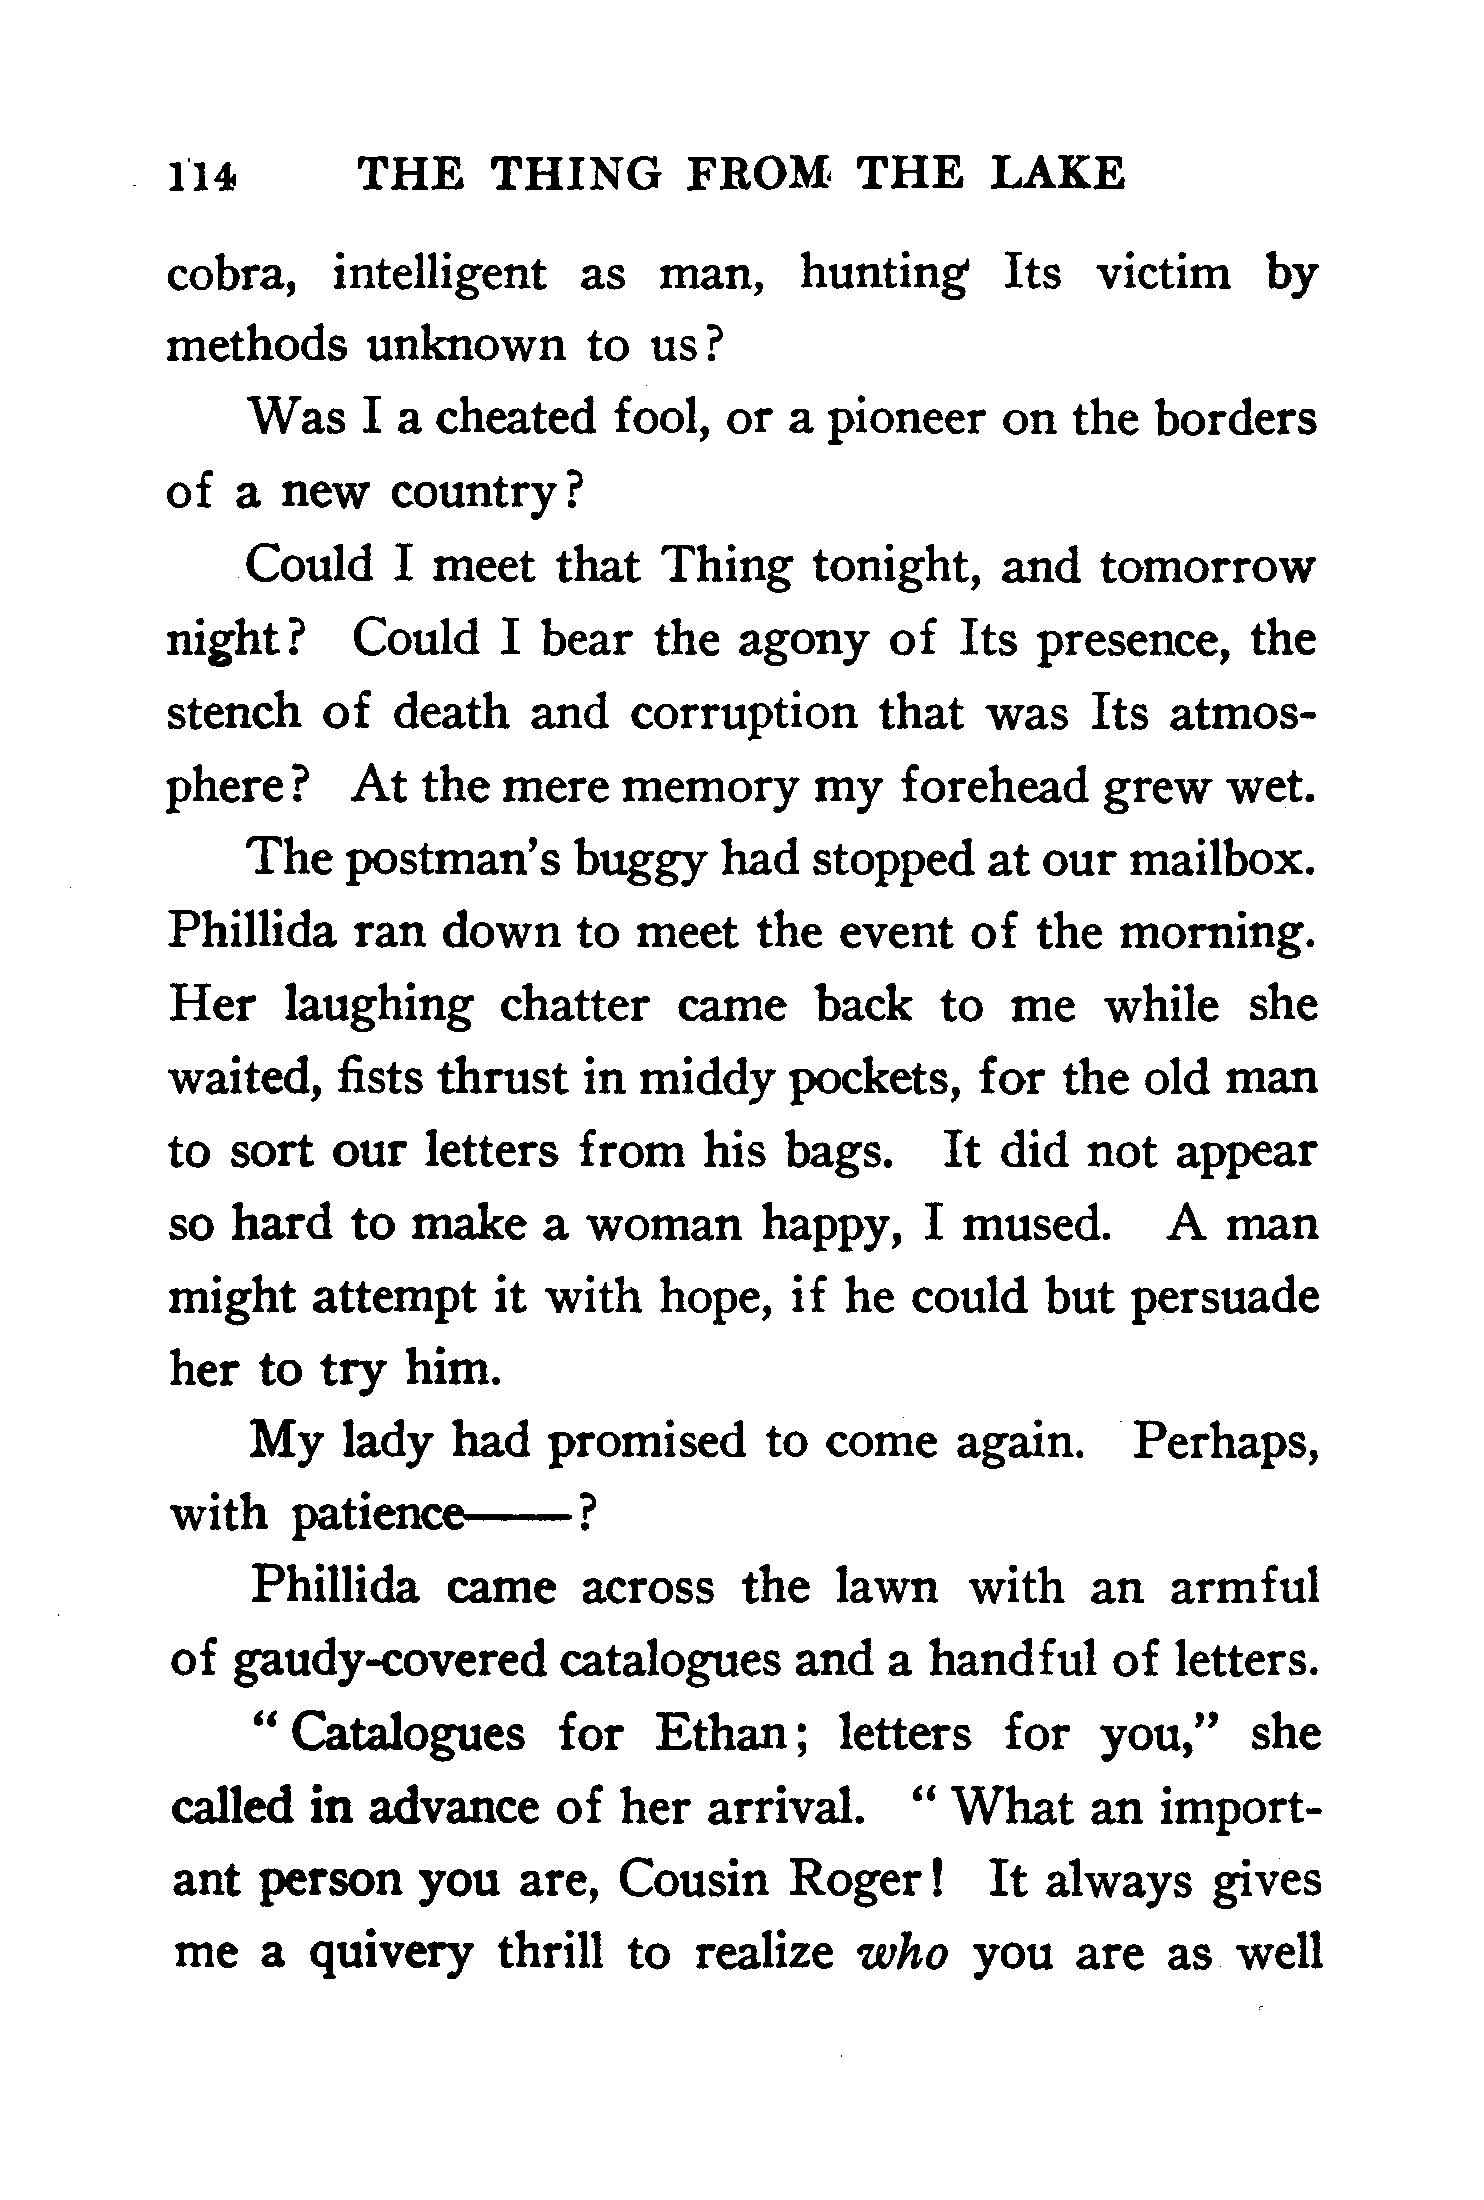 114 THE THING FROM THE LAKE
cobra, intelligent as man, hunting Its victim by
methods unknown to us?
Was I a cheated fool, or a pioneer on the borders
of a new country?
Could I meet that Thing tonight, and tomorrow
night? Could I bear the agony of Its presence, the
stench of death and corruption that was Its atmos-
phere? At the mere memory my forehead grew wet.
The postman's buggy had stopped at our mailbox.
Phillida ran down to meet the event of the morning.
Her laughing chatter came back to me while she
waited, fists thrust in middy pockets, for the old man
to sort our letters from his bags. It did not appear
so hard to make a woman happy, I mused. A man
might attempt it with hope, if he could but persuade
her to try him.
My lady had promised to come again. Perhaps,
with patience——?
Phillida came across the lawn with an armful
of gaudy-covered catalogues and a handful of letters.
“ Catalogues for Ethan; letters for you,” she
called in advance of her arrival. “ What an import-
ant person you are, Cousin Roger! It always gives
me a quivery thrill to realize who you are as well